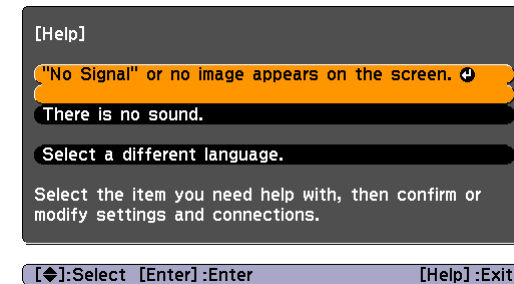 [Help]
"No Signal" or no image appears on the screen.
There is no sound.
Select a different language.
Select the item you need help with, then confirm or
modify settings and connections.
[◆]:Select [Enter]:Enter [Help]:Exit